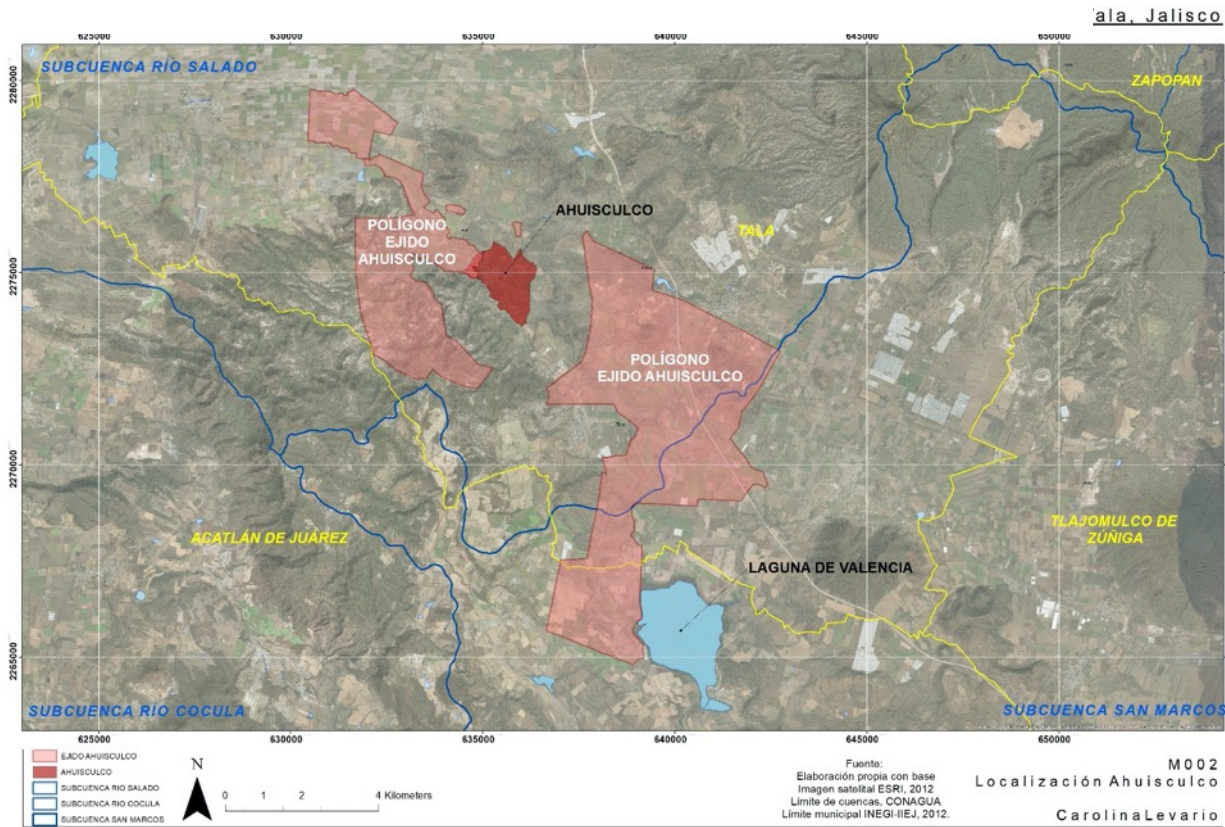 ala, Jalisco
625000 630000 635000 640000 645000 650000
SUBCUENCA RÍO SALADO
2280000
ZAPOPAN
AHUISCULCO
POLÍGONO
EJIDO
AHUISCULCO
TALA
2275000
2275000
POLÍGONO
EJIDO AHUISCULCO
2270000
2270000
ACATLÁN DE JUÁREZ
TLAJOMULCO DE
ZÚÑIGA
LAGUNA DE VALENCIA
2265000
2265000
SUBCUENCA RÍO COCULA
SUBCUENCA SAN MARCOS
625000 630000 635000 640000 645000 650000
EJIDO AHUISCULCO
AHUISCULCO
SUBCUENCA RIO SALADO
SUBCUENCA RIO COCULA
SUBCUENCA SAN MARCOS
N
0 1 2 4 Kilometers
Fuente:
Elaboración propia con base
Imagen satelital ESRI, 2012
Límite de cuencas, CONAGUA
Límite municipal INEGI-IIEJ, 2012.
M002
Localización Ahuisculco
CarolinaLevario